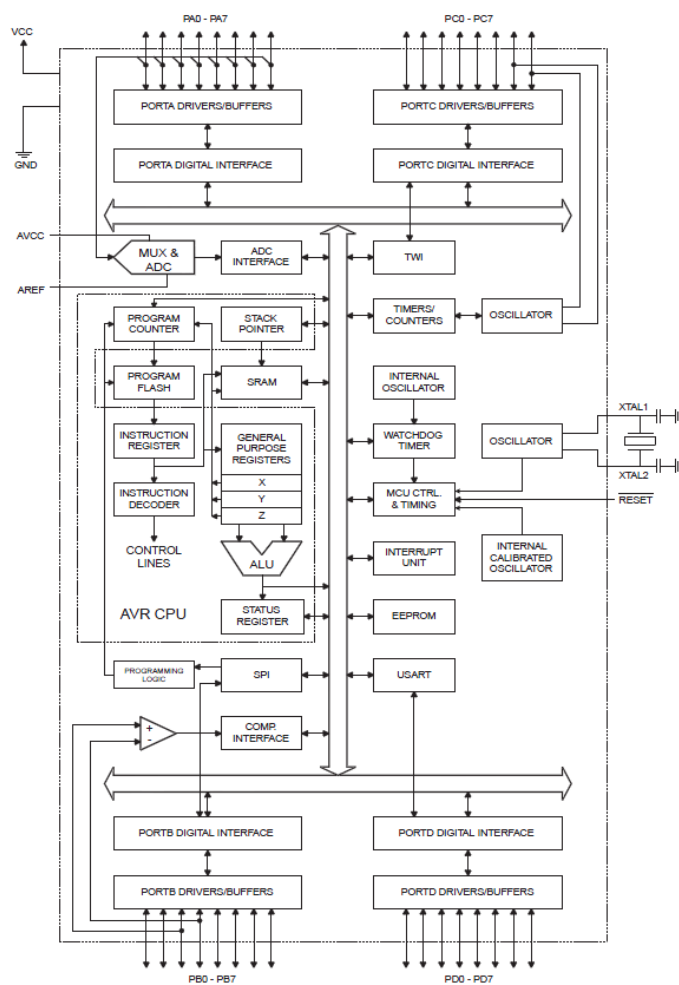 PA0 - PA7
PC0 - PC7
VCC
PORTA DRIVERS/BUFFERS
PORTC DRIVERS/BUFFERS
GND
PORTA DIGITAL INTERFACE
PORTC DIGITAL INTERFACE
AVCC
MUX &
ADC
ADC
INTERFACE
TWI
AREF
PROGRAM
COUNTER
STACK
POINTER
TIMERS/
COUNTERS
OSCILLATOR
PROGRAM
FLASH
SRAM
INTERNAL
OSCILLATOR
XTAL1
INSTRUCTION
REGISTER
GENERAL
PURPOSE
REGISTERS
WATCHDOG
TIMER
OSCILLATOR
XTAL2
X
INSTRUCTION
DECODER
Y
MCU CTRL.
& TIMING
RESET
Z
CONTROL
LINES
ALU
INTERRUPT
UNIT
INTERNAL
CALIBRATED
OSCILLATOR
AVR CPU
STATUS
REGISTER
EEPROM
PROGRAMMING
LOGIC
SPI
USART
+
-
COMP.
INTERFACE
PORTB DIGITAL INTERFACE
PORTD DIGITAL INTERFACE
PORTB DRIVERS/BUFFERS
PORTD DRIVERS/BUFFERS
PB0 - PB7
PD0 - PD7